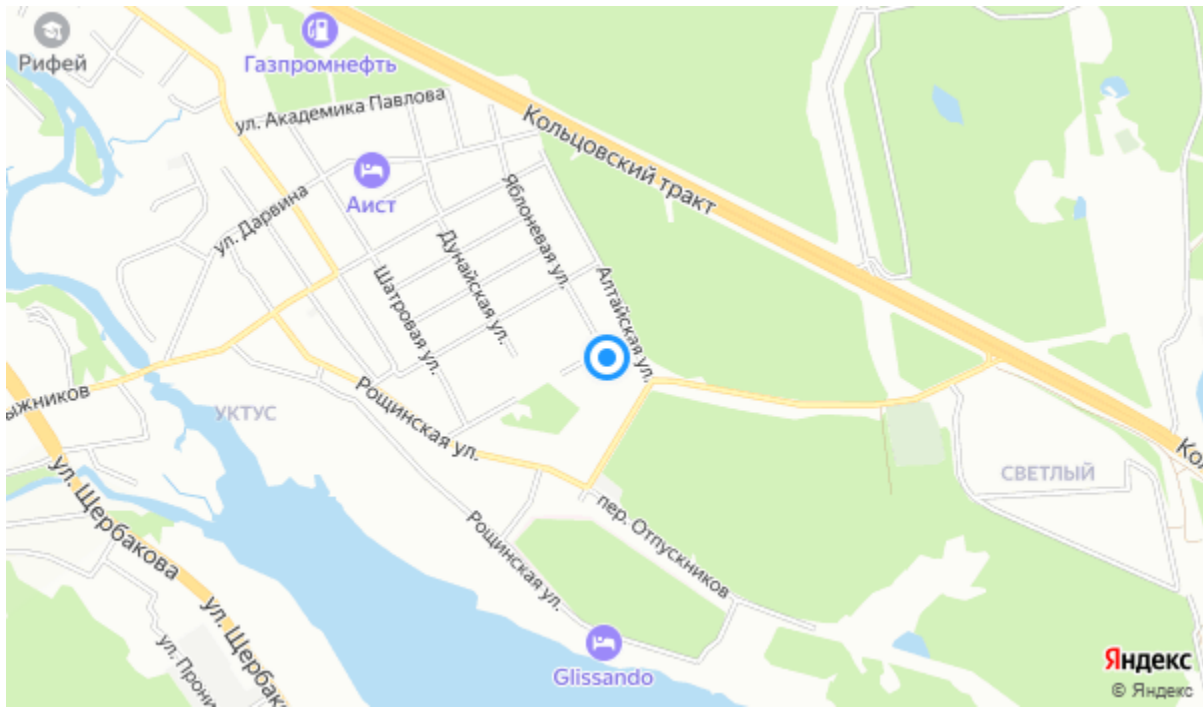 Рифей
Газпромнефть
ул. Академика Павлова
Кольцовский тракт
Аист
ул. Дарвина
Яблоневая ул.
Дунайская ул.
Шатровая ул.
Алтайская ул.
ыжников
УКТУС
Рощинская ул.
СВЕТЛЫЙ
Ко
ул. Щербакова
пер. Отпускников
Рощинская ул.
ул. Щербак
ул. Прони
Glissando
Яндекс
© Яндекс